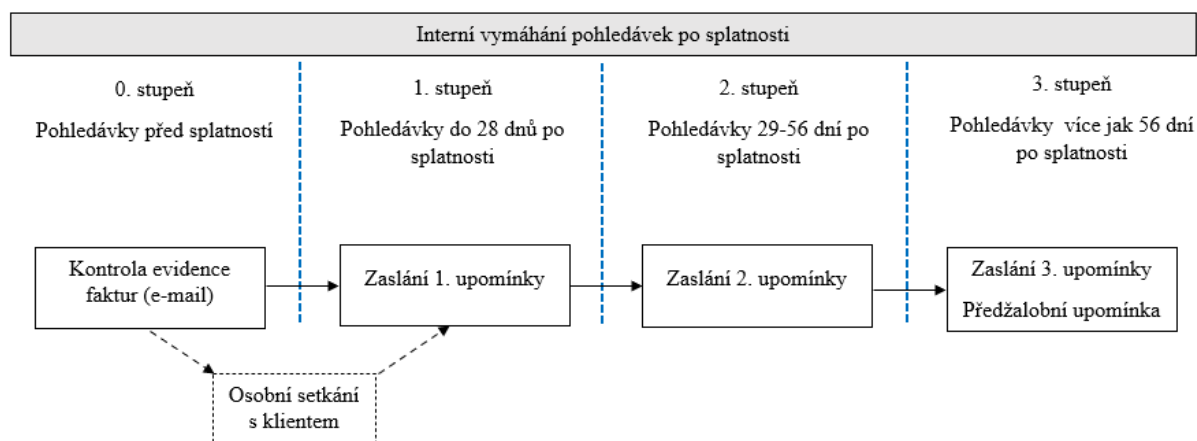 Interní vymáhání pohledávek po splatnosti
0. stupeň
Pohledávky před splatností
1. stupeň
Pohledávky do 28 dnů po
splatnosti
2. stupeň
Pohledávky 29-56 dní po
splatnosti
3. stupeň
Pohledávky  více jak 56 dní
po splatnosti
Kontrola evidence
faktur (e-mail)
Zaslání 1. upomínky
Zaslání 2. upomínky
Zaslání 3. upomínky
Předžalobní upomínka
Osobní setkání
s klientem